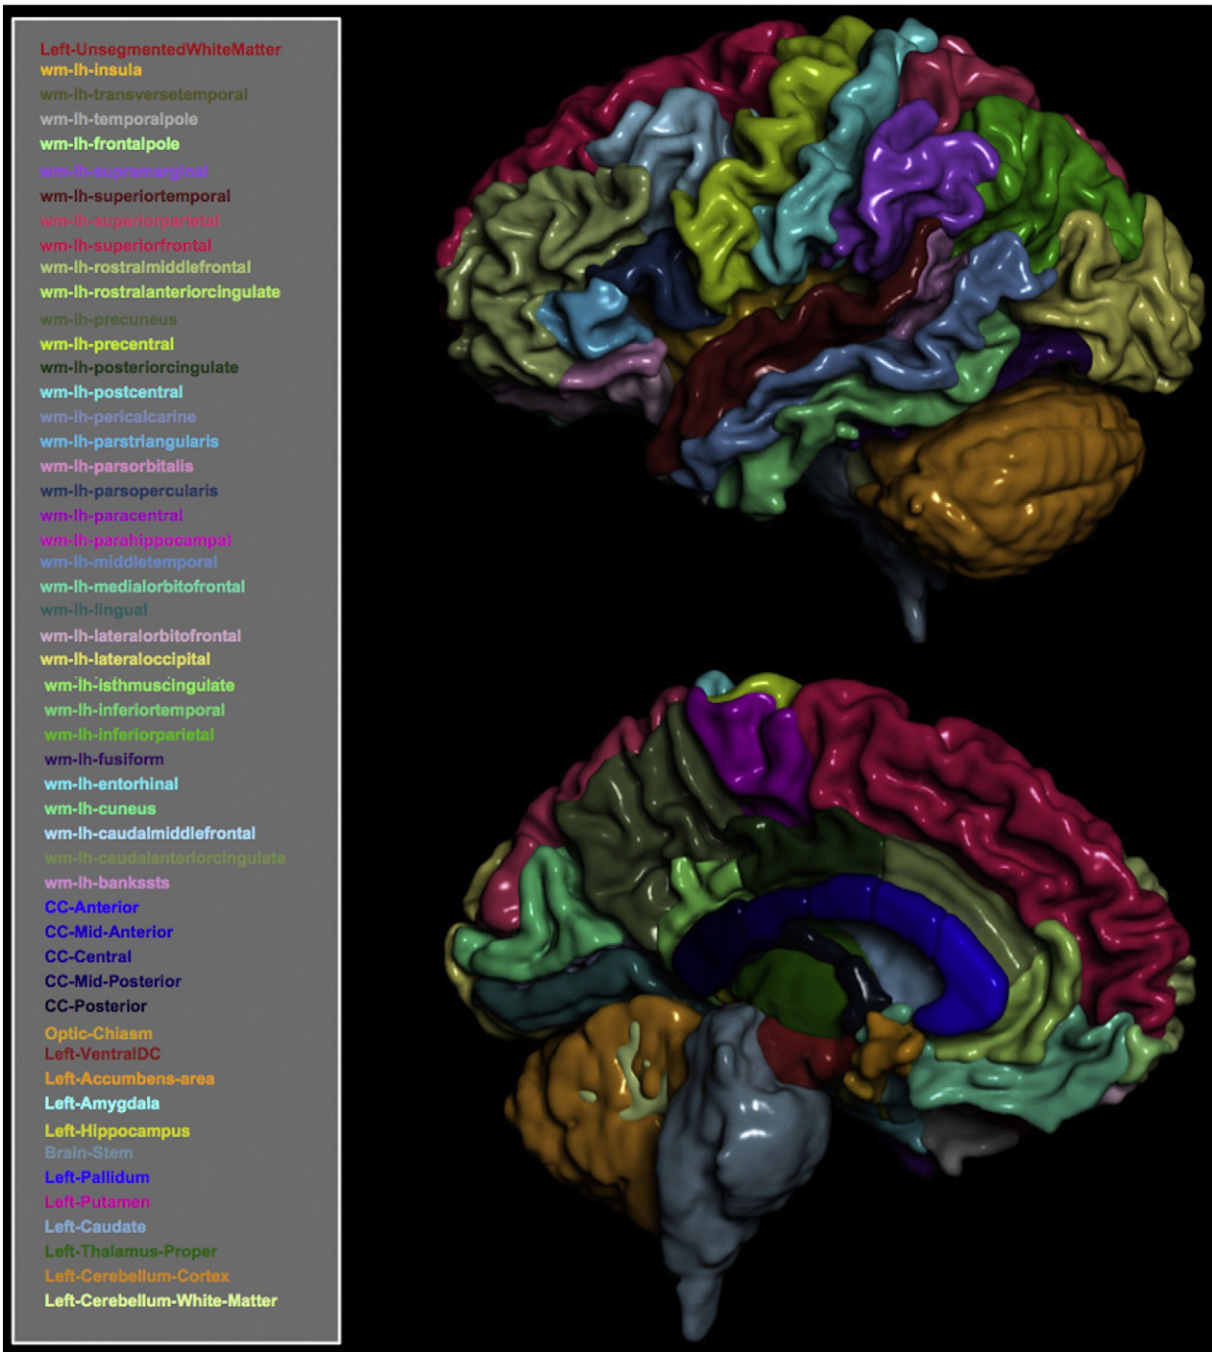 Left-UnsegmentedWhiteMatter
wm-lh-insula
wm-lh-transversetemporal
wm-lh-temporalpole
wm-lh-frontalpole
wm-lh-supramarginal
wm-lh-superiortemporal
wm-lh-superiorparietal
wm-lh-superiorfrontal
wm-lh-rostralmiddlefrontal
wm-lh-rostralanteriorcingulate
wm-lh-precuneus
wm-lh-precentral
wm-lh-posteriorcingulate
wm-lh-postcentral
wm-lh-pericalcarine
wm-lh-parstriangularis
wm-lh-parsorbitalis
wm-lh-parsopercularis
wm-lh-paracentral
wm-lh-parahippocampal
wm-lh-middletemporal
wm-lh-medialorbitofrontal
wm-lh-lingual
wm-lh-lateralorbitofrontal
wm-lh-lateraloccipital
wm-lh-isthmuscingulate
wm-lh-inferiortemporal
wm-lh-inferiorparietal
wm-lh-fusiform
wm-lh-entorhinal
wm-lh-cuneus
wm-lh-caudalmiddlefrontal
wm-lh-caudalanteriorcingulate
wm-lh-bankssts
CC-Anterior
CC-Mid-Anterior
CC-Central
CC-Mid-Posterior
CC-Posterior
Optic-Chiasm
Left-VentralDC
Left-Accumbens-area
Left-Amygdala
Left-Hippocampus
Brain-Stem
Left-Pallidum
Left-Putamen
Left-Caudate
Left-Thalamus-Proper
Left-Cerebellum-Cortex
Left-Cerebellum-White-Matter